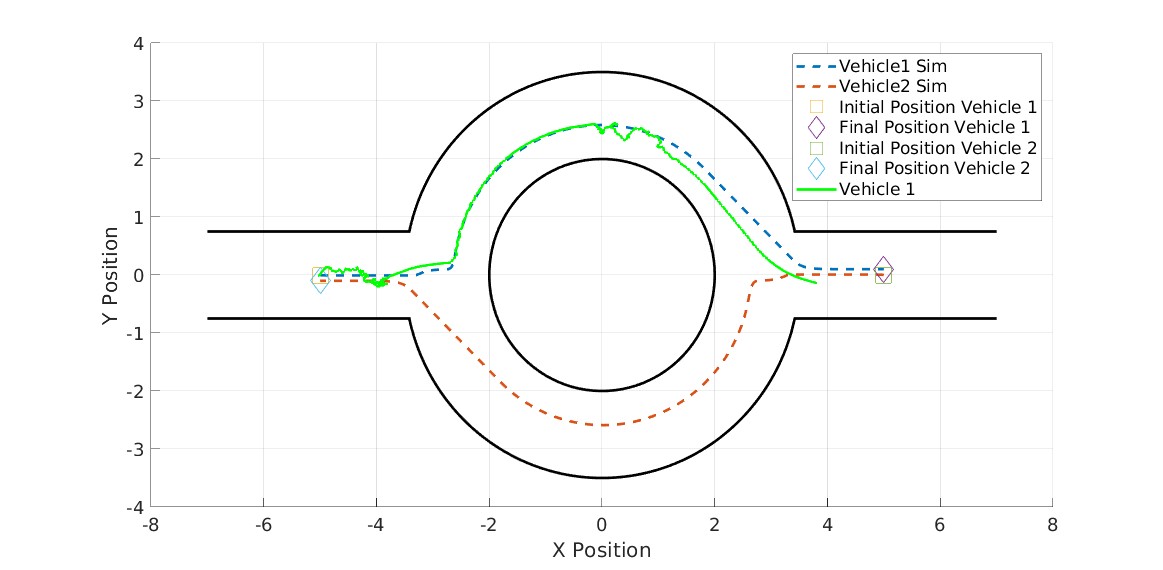 4
3
2
1
0
-1
-2
-3
-4
Y Position
-8
-6
-4
-2
0
2
4
6
8
X Position
Vehicle1 Sim
Vehicle2 Sim
Initial Position Vehicle 1
Final Position Vehicle 1
Initial Position Vehicle 2
Final Position Vehicle 2
Vehicle 1